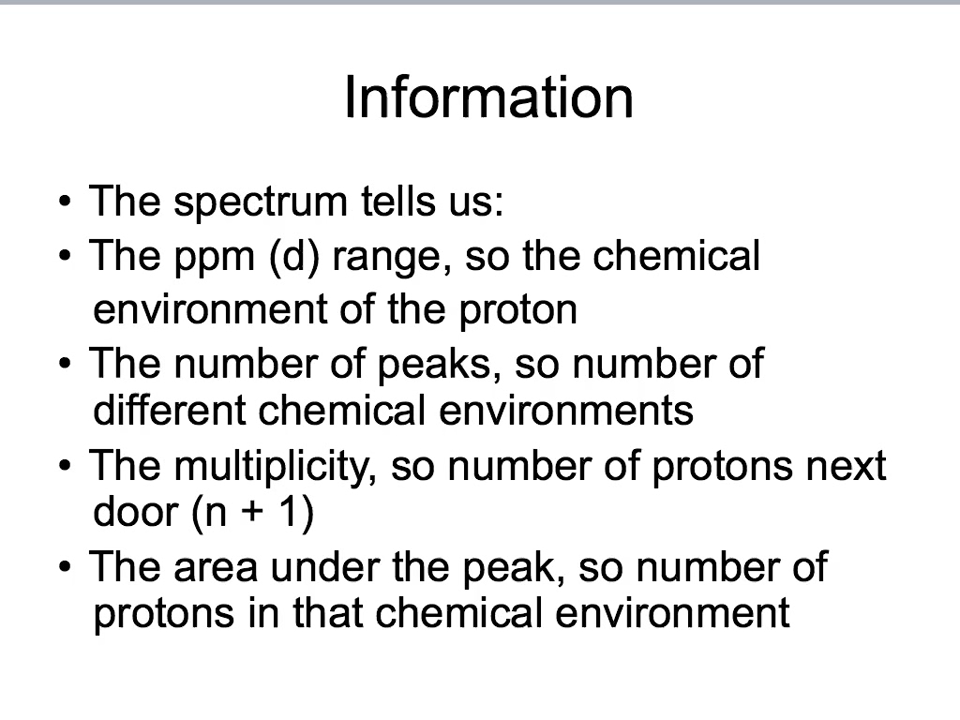 Information
• The spectrum tells us:
• The ppm (d) range, so the chemical
environment of the proton
• The number of peaks, so number of
different chemical environments
• The multiplicity, so number of protons next
door (n + 1)
• The area under the peak, so number of
protons in that chemical environment